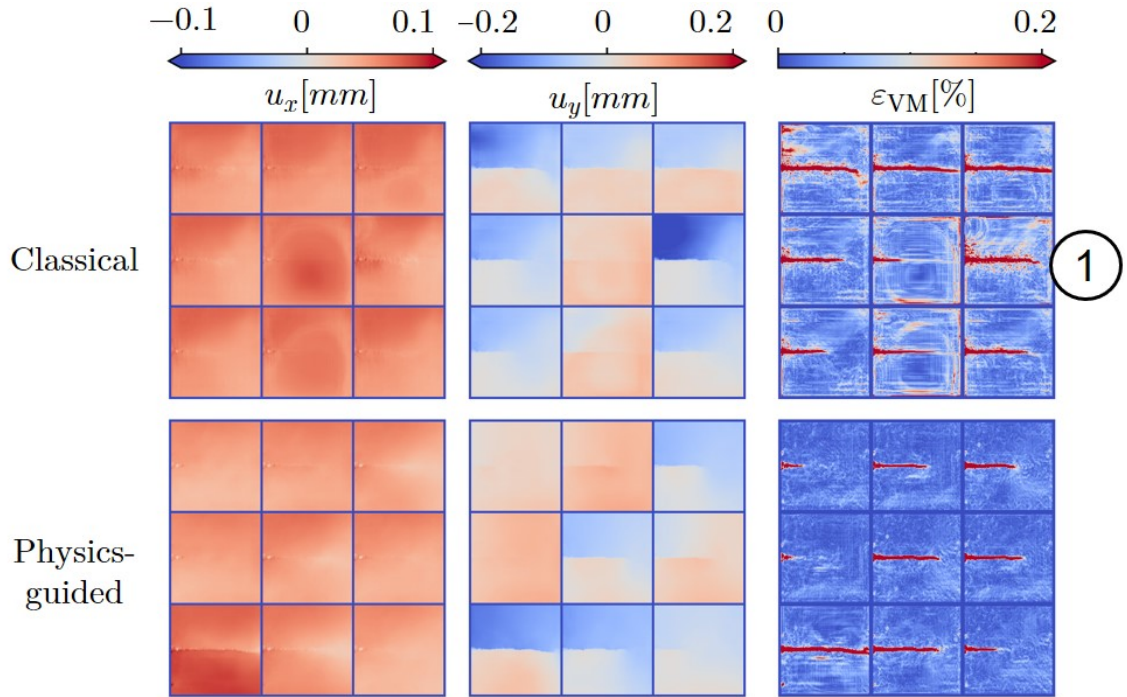 −0.1 0 0.1 −0.2 0 0.2 0 0.2
u_x[mm] u_y[mm] ε_VM[%]
Classical
1
Physics-
guided